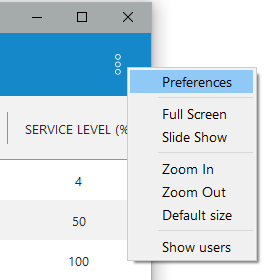 Preferences
Full Screen
SERVICE LEVEL (%
Slide Show
Zoom In
4
Zoom Out
Default size
50
Show users
100